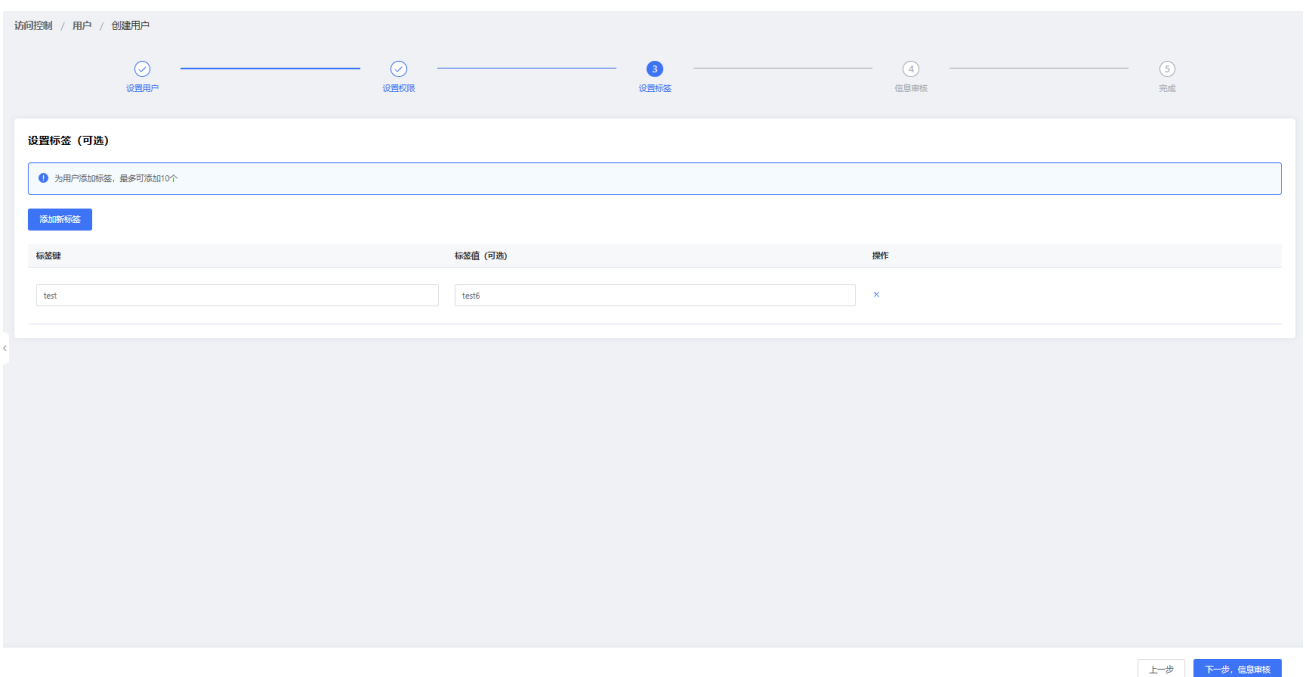 访问控制 / 用户 / 创建用户
3 4 5
设置用户 设置权限 设置标签 信息审核 完成
设置标签（可选）
为用户添加标签，最多可添加10个
添加新标签
标签键 标签值（可选） 操作
test test6 ×
上一步 下一步，信息审核